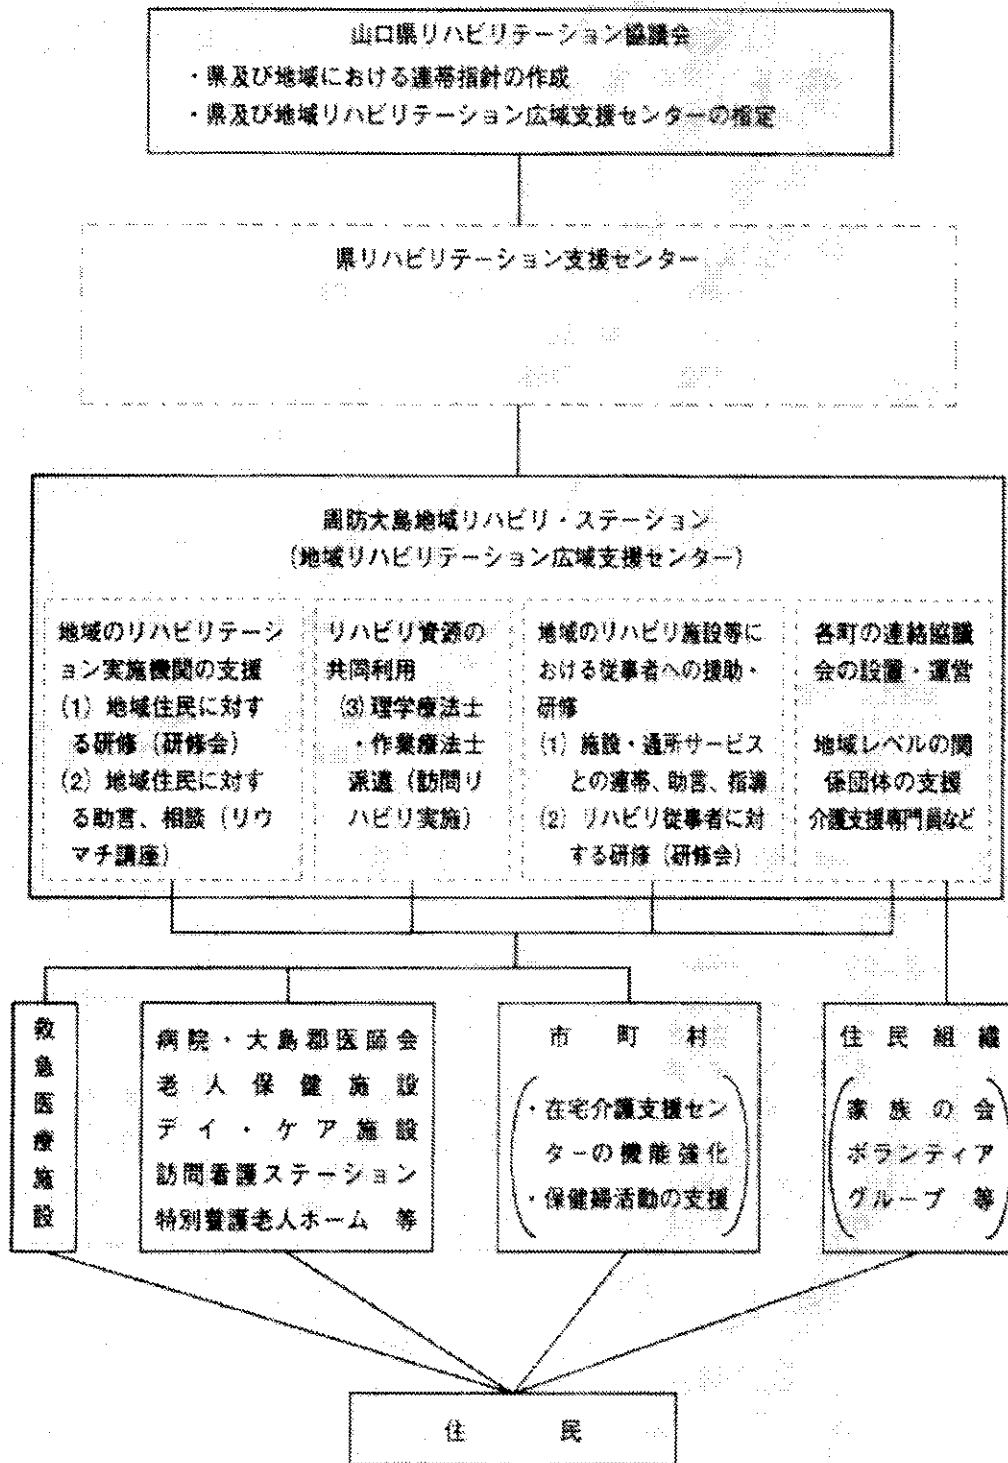 山口県リハビリテーション協議会
・県及び地域における連帯指針の作成
・県及び地域リハビリテーション広域支援センターの指定
県リハビリテーション支援センター
周防大島地域リハビリ・ステーション
(地域リハビリテーション広域支援センター)
地域のリハビリテーシ
ョン実施機関の支援
(1) 地域住民に対す
る研修(研修会)
(2) 地域住民に対す
る助言、相談(リウ
マチ講座)
リハビリ資源の
共同利用
(3) 理学療法士
・作業療法士
派遣(訪問リ
ハビリ実施)
地域のリハビリ施設等に
おける従事者への援助・
研修
(1) 施設・通所サービス
との連帯、助言、指導
(2) リハビリ従事者に対
する研修(研修会)
各町の連絡協議
会の設置・運営
地域レベルの関
係団体の支援
介護支援専門員など
救急医療施設
病院・大島郡医師会
老人保健施設
デイ・ケア施設
訪問看護ステーション
特別養護老人ホーム 等
市町村
・在宅介護支援セン
ターの機能強化
・保健婦活動の支援
住民組織
家族の会
ボランティア
グループ 等
住民